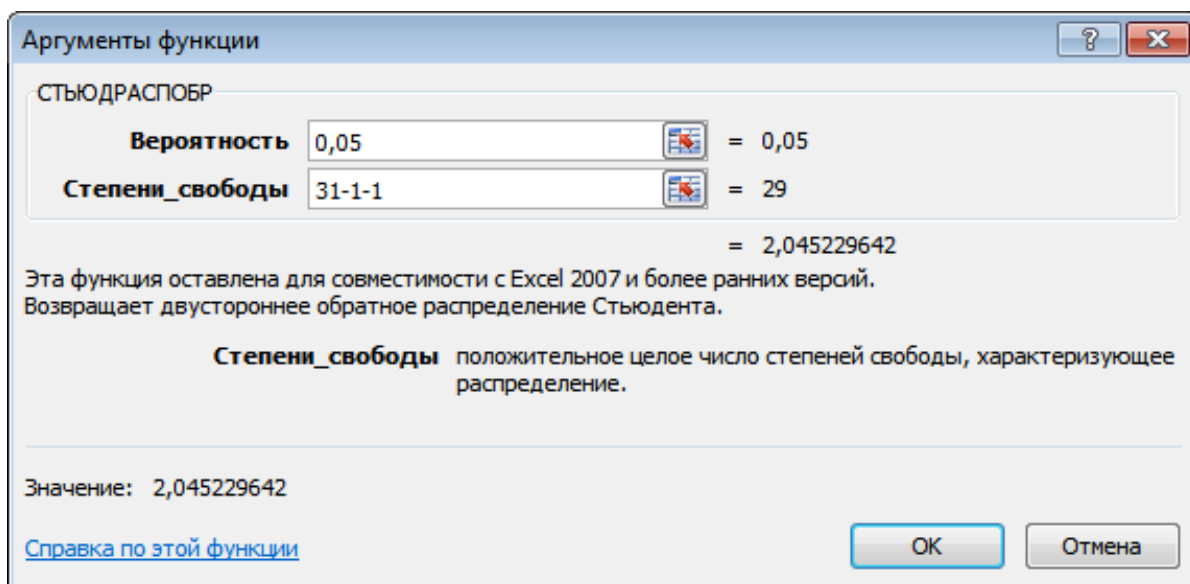 Аргументы функции
СТЬЮДРАСПОБР
Вероятность 0,05 = 0,05
Степени_свободы 31-1-1 = 29
= 2,045229642
Эта функция оставлена для совместимости с Excel 2007 и более ранних версий.
Возвращает двустороннее обратное распределение Стьюдента.
Степени_свободы положительное целое число степеней свободы, характеризующее
распределение.
Значение: 2,045229642
Справка по этой функции ОК Отмена